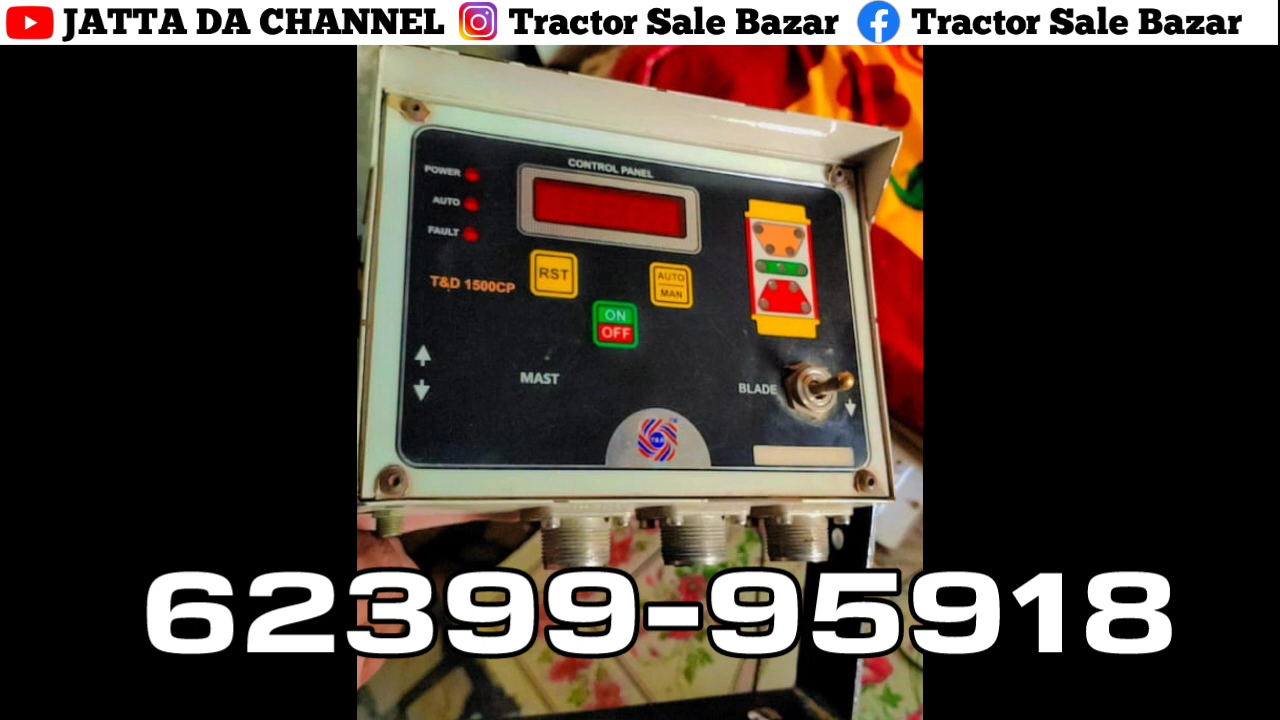 JATTA DA CHANNEL Tractor Sale Bazar Tractor Sale Bazar
CONTROL PANEL
POWER
AUTO
FAULT
T&D 1500CP
RST
AUTO
MAN
ON
OFF
MAST
BLADE
T&D
62399-95918